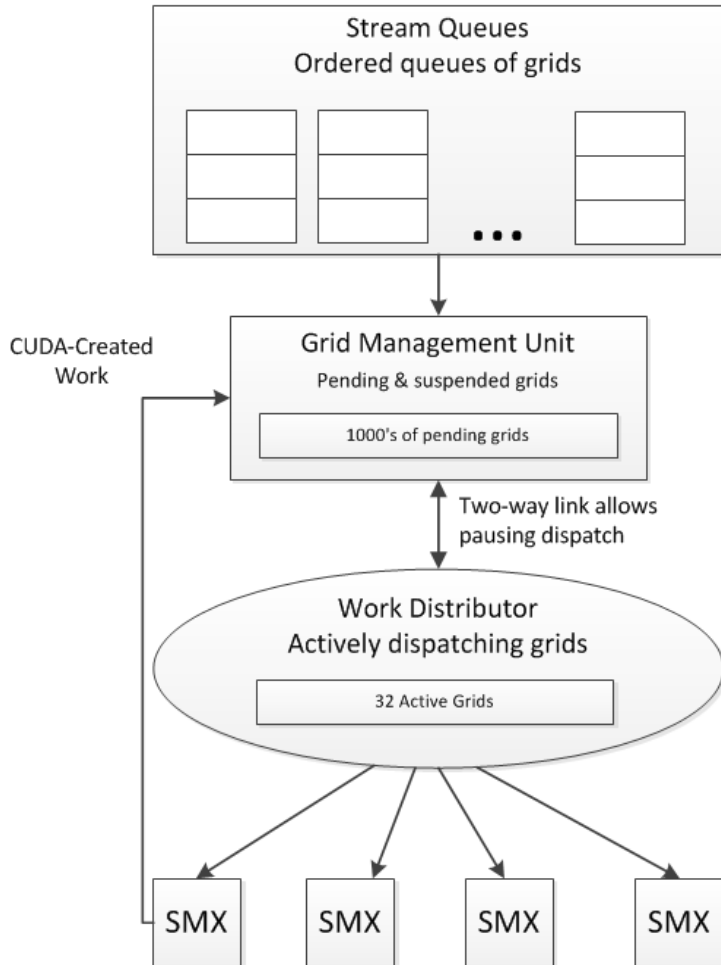 Stream Queues
Ordered queues of grids
...
CUDA-Created
Work
Grid Management Unit
Pending & suspended grids
1000's of pending grids
Two-way link allows
pausing dispatch
Work Distributor
Actively dispatching grids
32 Active Grids
SMX
SMX
SMX
SMX